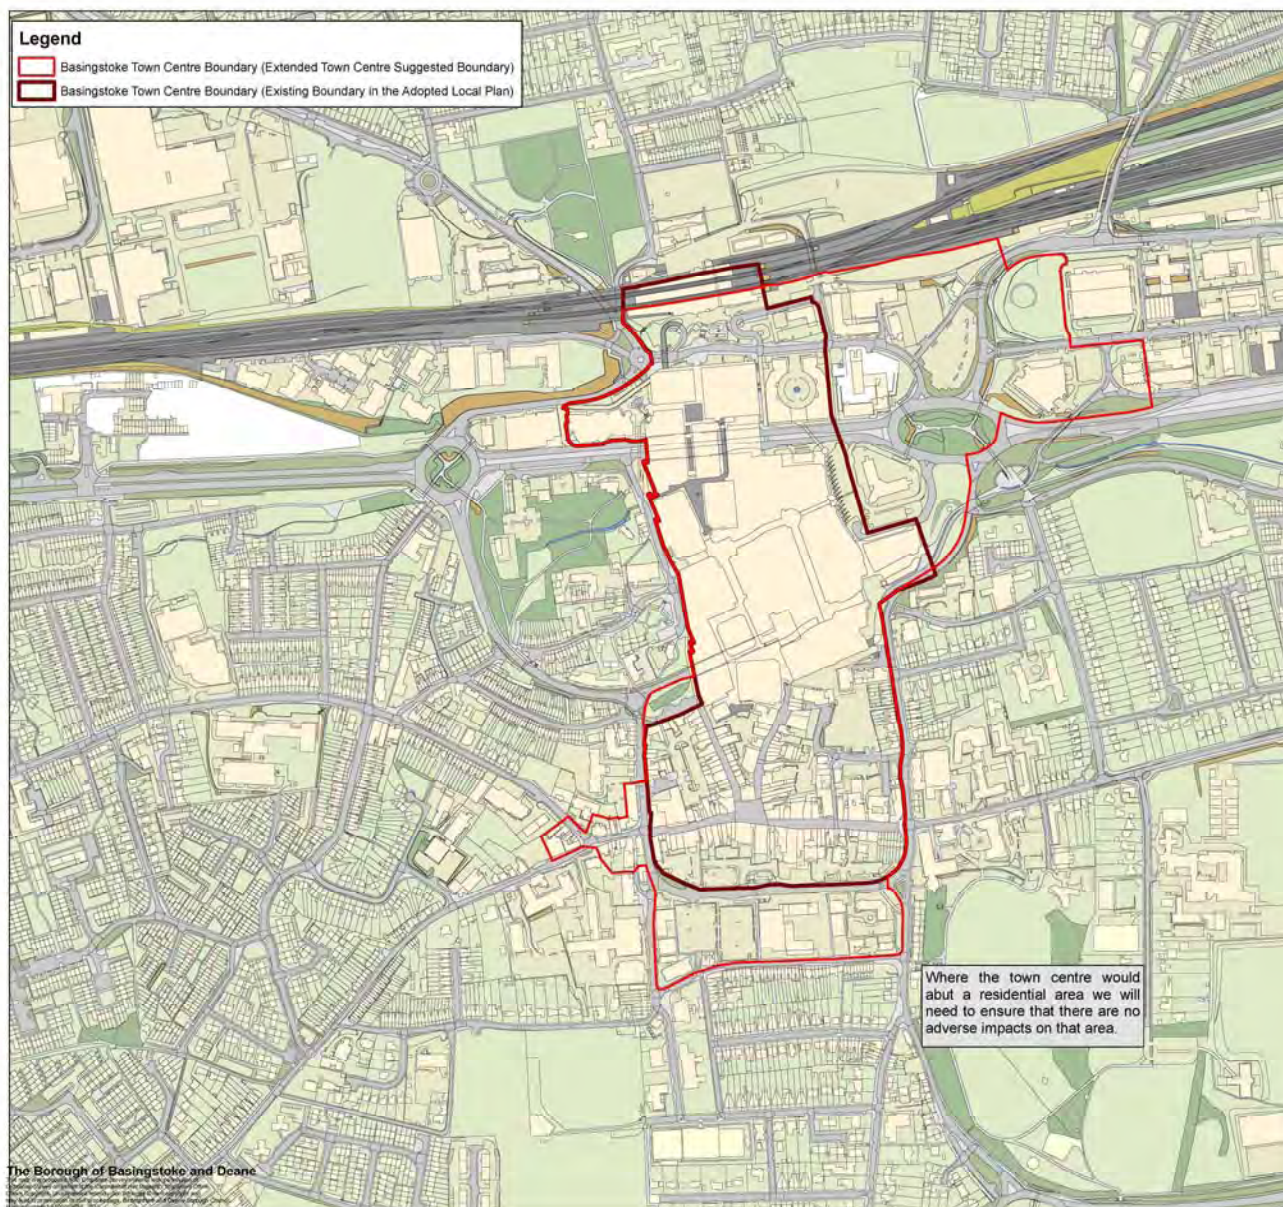 Legend
Basingstoke Town Centre Boundary (Extended Town Centre Suggested Boundary)
Basingstoke Town Centre Boundary (Existing Boundary in the Adopted Local Plan)
Where the town centre would
abut a residential area we will
need to ensure that there are no
adverse impacts on that area.
The Borough of Basingstoke and Deane